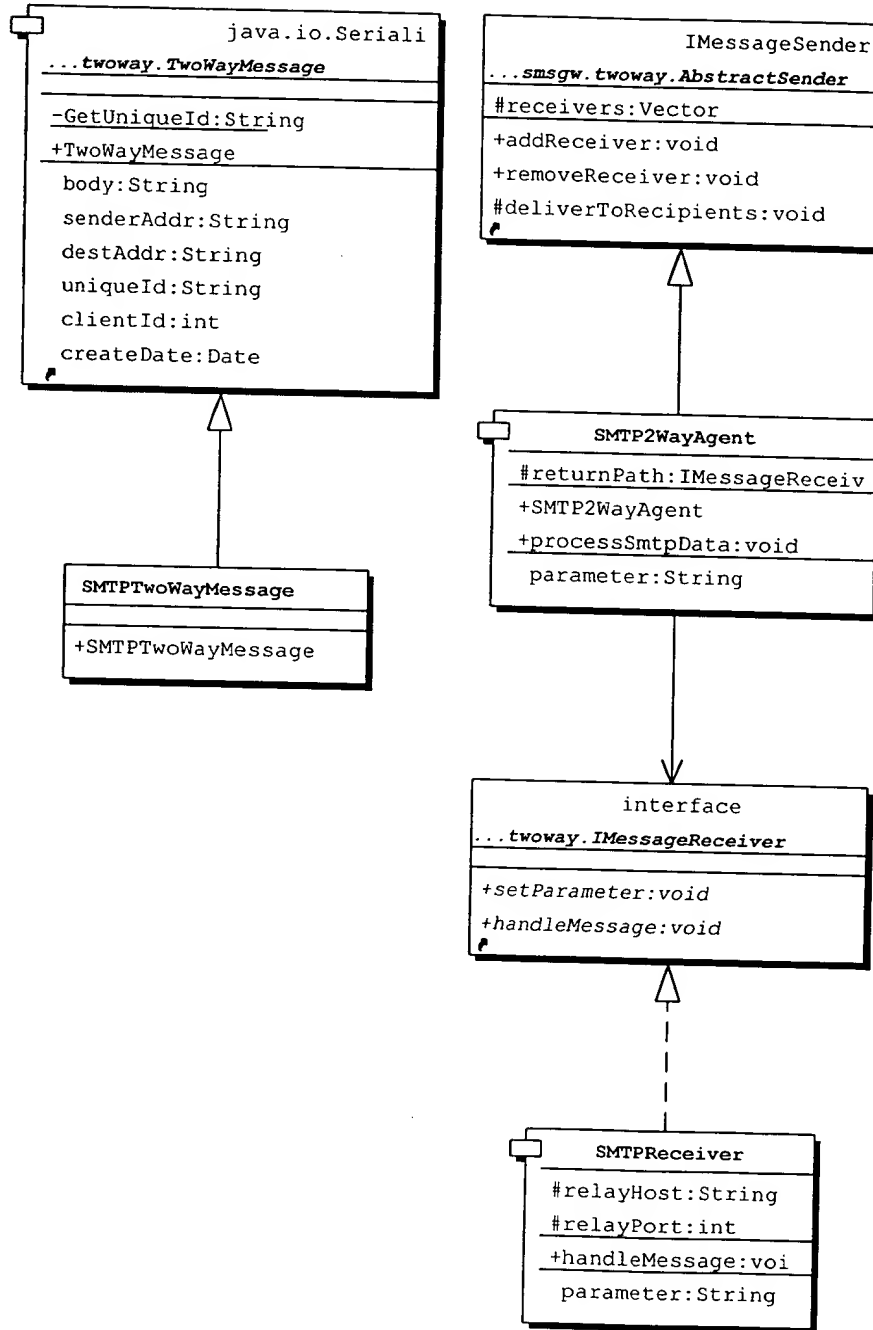 java.io.Seriali
...twoway.TwoWayMessage
-GetUniqueId:String
+TwoWayMessage
body:String
senderAddr:String
destAddr:String
uniqueId:String
clientId:int
createDate:Date
SMTPTwoWayMessage
+SMTPTwoWayMessage
IMessageSender
...smsgw.twoway.AbstractSender
#receivers:Vector
+addReceiver:void
+removeReceiver:void
#deliverToRecipients:void
SMTP2WayAgent
#returnPath:IMessageReceiv
+SMTP2WayAgent
+processSmtpData:void
parameter:String
interface
...twoway.IMessageReceiver
+setParameter:void
+handleMessage:void
SMTPReceiver
#relayHost:String
#relayPort:int
+handleMessage:voi
parameter:String